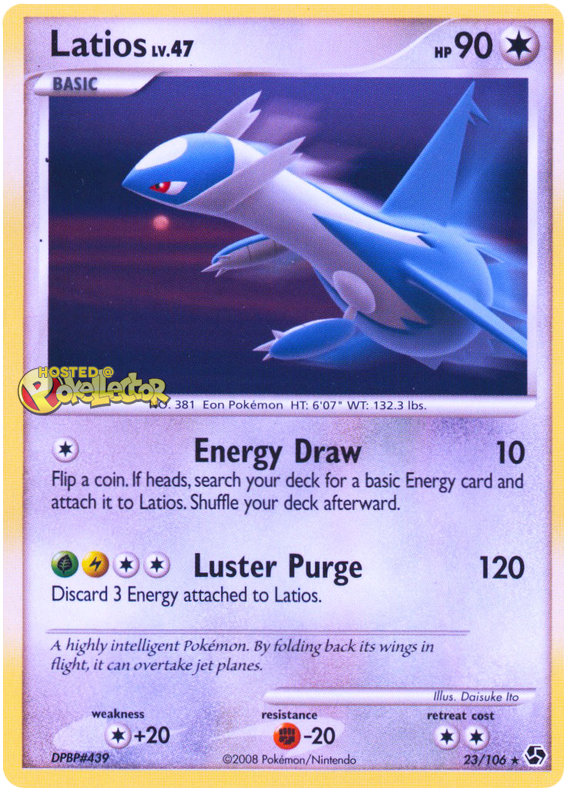 Latios LV.47
HP 90
BASIC
HOSTED @
Pokellector
NO. 381 Eon Pokémon HT: 6'07" WT: 132.3 lbs.
Energy Draw 10
Flip a coin. If heads, search your deck for a basic Energy card and
attach it to Latios. Shuffle your deck afterward.
Luster Purge 120
Discard 3 Energy attached to Latios.
A highly intelligent Pokémon. By folding back its wings in
flight, it can overtake jet planes.
Illus. Daisuke Ito
weakness resistance retreat cost
+20 -20
DPBP#439 ©2008 Pokémon/Nintendo 23/106 ★